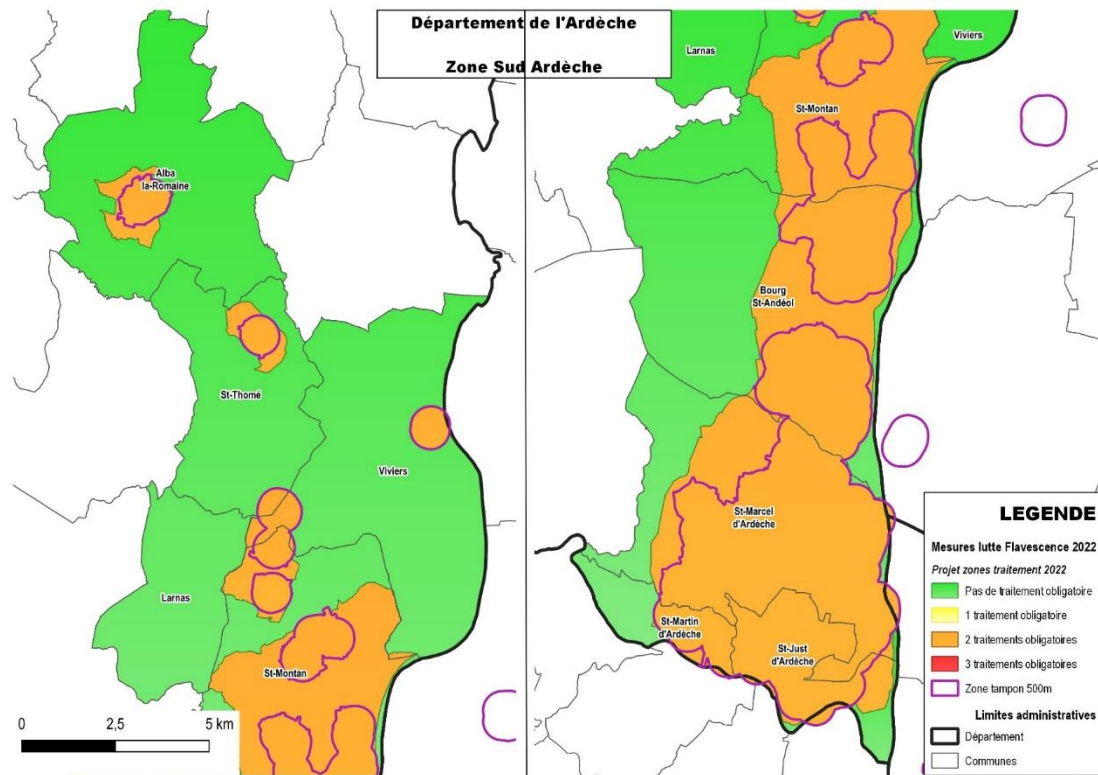 Département de l'Ardèche
Zone Sud Ardèche
Alba
la-Romaine
St-Thomé
Viviers
Larnas
St-Montan
0 2,5 5 km
Larnas
Viviers
St-Montan
Bourg
St-Andéol
St-Marcel
d'Ardèche
St-Martin
d'Ardèche
St-Just
d'Ardèche
LEGENDE
Mesures lutte Flavescence 2022
Projet zones traitement 2022
Pas de traitement obligatoire
1 traitement obligatoire
2 traitements obligatoires
3 traitements obligatoires
Zone tampon 500m
Limites administratives
Département
Communes